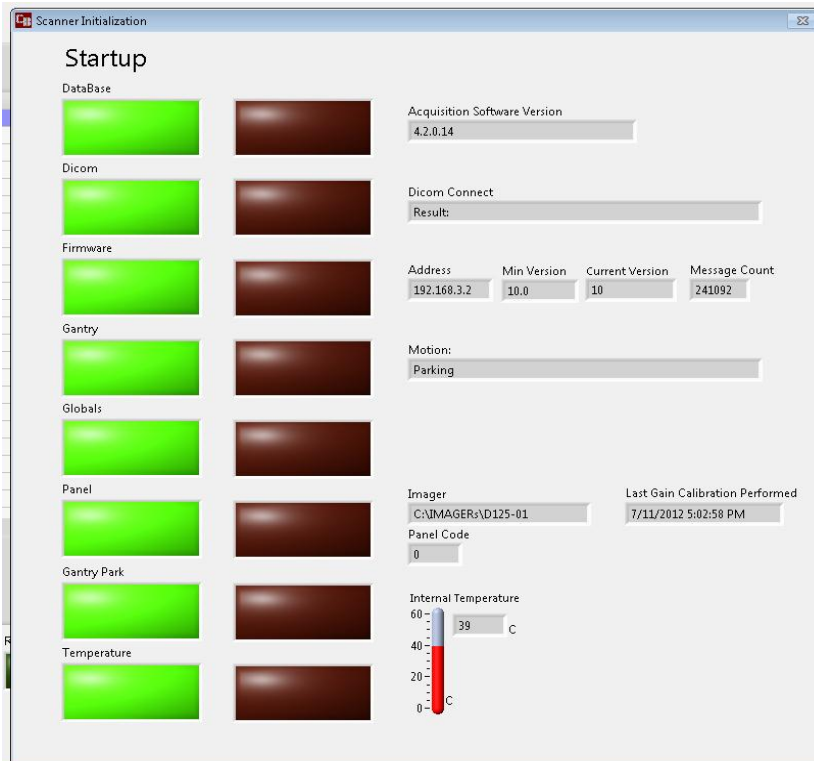 CB Scanner Initialization
Startup
DataBase
Acquisition Software Version
4.2.0.14
Dicom
Dicom Connect
Result:
Firmware
Address Min Version Current Version Message Count
192.168.3.2 10.0 10 241092
Gantry
Motion:
Parking
Globals
Panel
Imager Last Gain Calibration Performed
C:\IMAGERs\D125-01 7/11/2012 5:02:58 PM
Panel Code
0
Gantry Park
Internal Temperature
60
39 C
40
20
0
C
Temperature
R